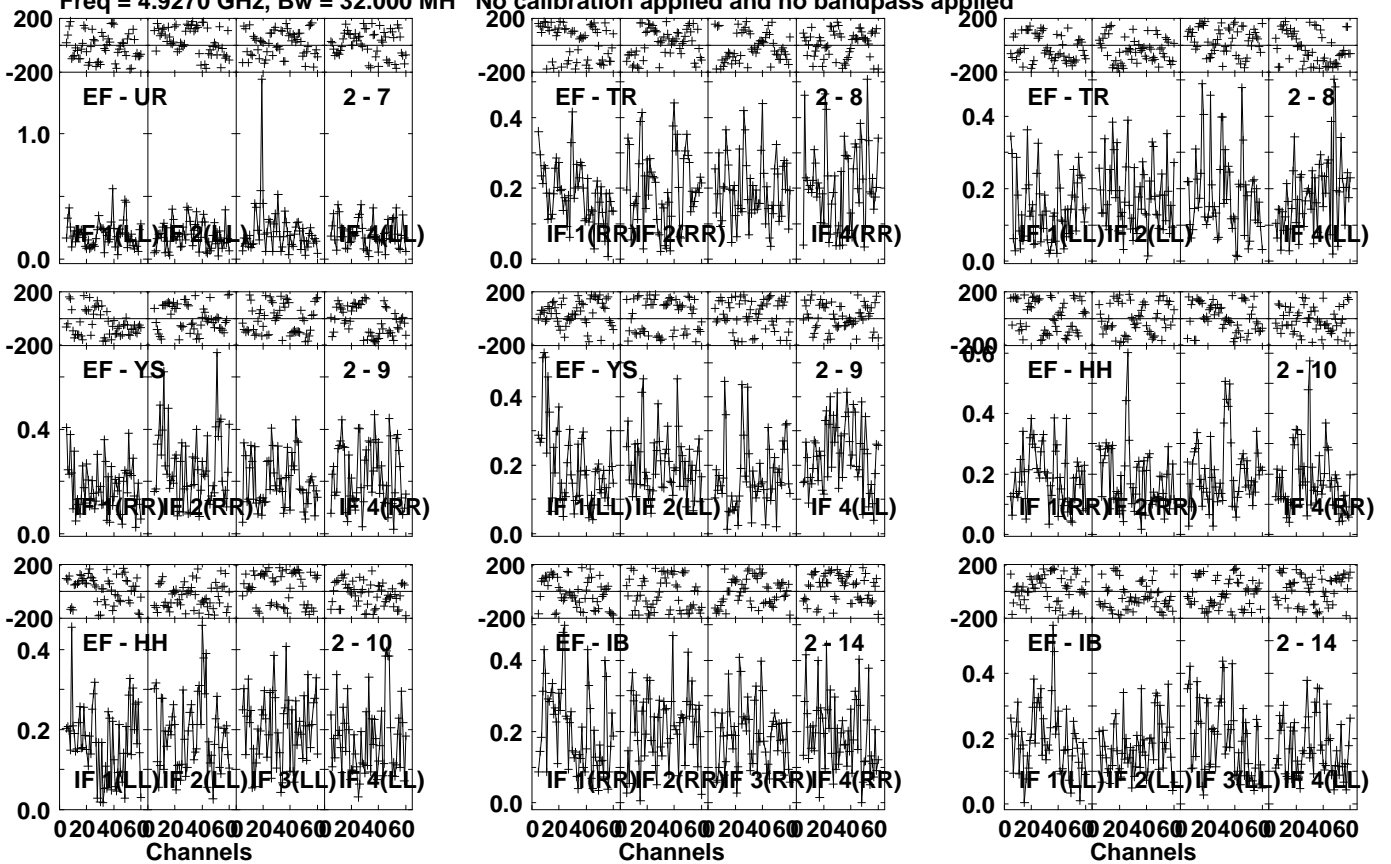 Freq = 4.9270 GHz, Bw = 32.000 MH No calibration applied and no bandpass applied
200
-200
EF - UR 2 - 7
1.0
0.0
IF 1(LL) IF 2(LL) IF 4(LL)
200
-200
EF - TR 2 - 8
0.4
0.2
0.0
IF 1(RR) IF 2(RR) IF 4(RR)
200
-200
EF - TR 2 - 8
0.4
0.2
0.0
IF 1(LL) IF 2(LL) IF 4(LL)
200
-200
EF - YS 2 - 9
0.4
0.0
IF 1(RR) IF 2(RR) IF 4(RR)
200
-200
EF - YS 2 - 9
0.4
0.2
0.0
IF 1(LL) IF 2(LL) IF 4(LL)
200
-200
0.6
EF - HH 2 - 10
0.4
0.2
0.0
IF 1(RR) IF 2(RR) IF 4(RR)
200
-200
EF - HH 2 - 10
0.4
0.2
0.0
IF 1(LL) IF 2(LL) IF 3(LL) IF 4(LL)
0 20 40 60 0 20 40 60 0 20 40 60 0 20 40 60
Channels
200
-200
EF - IB 2 - 14
0.4
0.2
0.0
IF 1(RR) IF 2(RR) IF 3(RR) IF 4(RR)
0 20 40 60 0 20 40 60 0 20 40 60 0 20 40 60
Channels
200
-200
EF - IB 2 - 14
0.4
0.2
0.0
IF 1(LL) IF 2(LL) IF 3(LL) IF 4(LL)
0 20 40 60 0 20 40 60 0 20 40 60 0 20 40 60
Channels